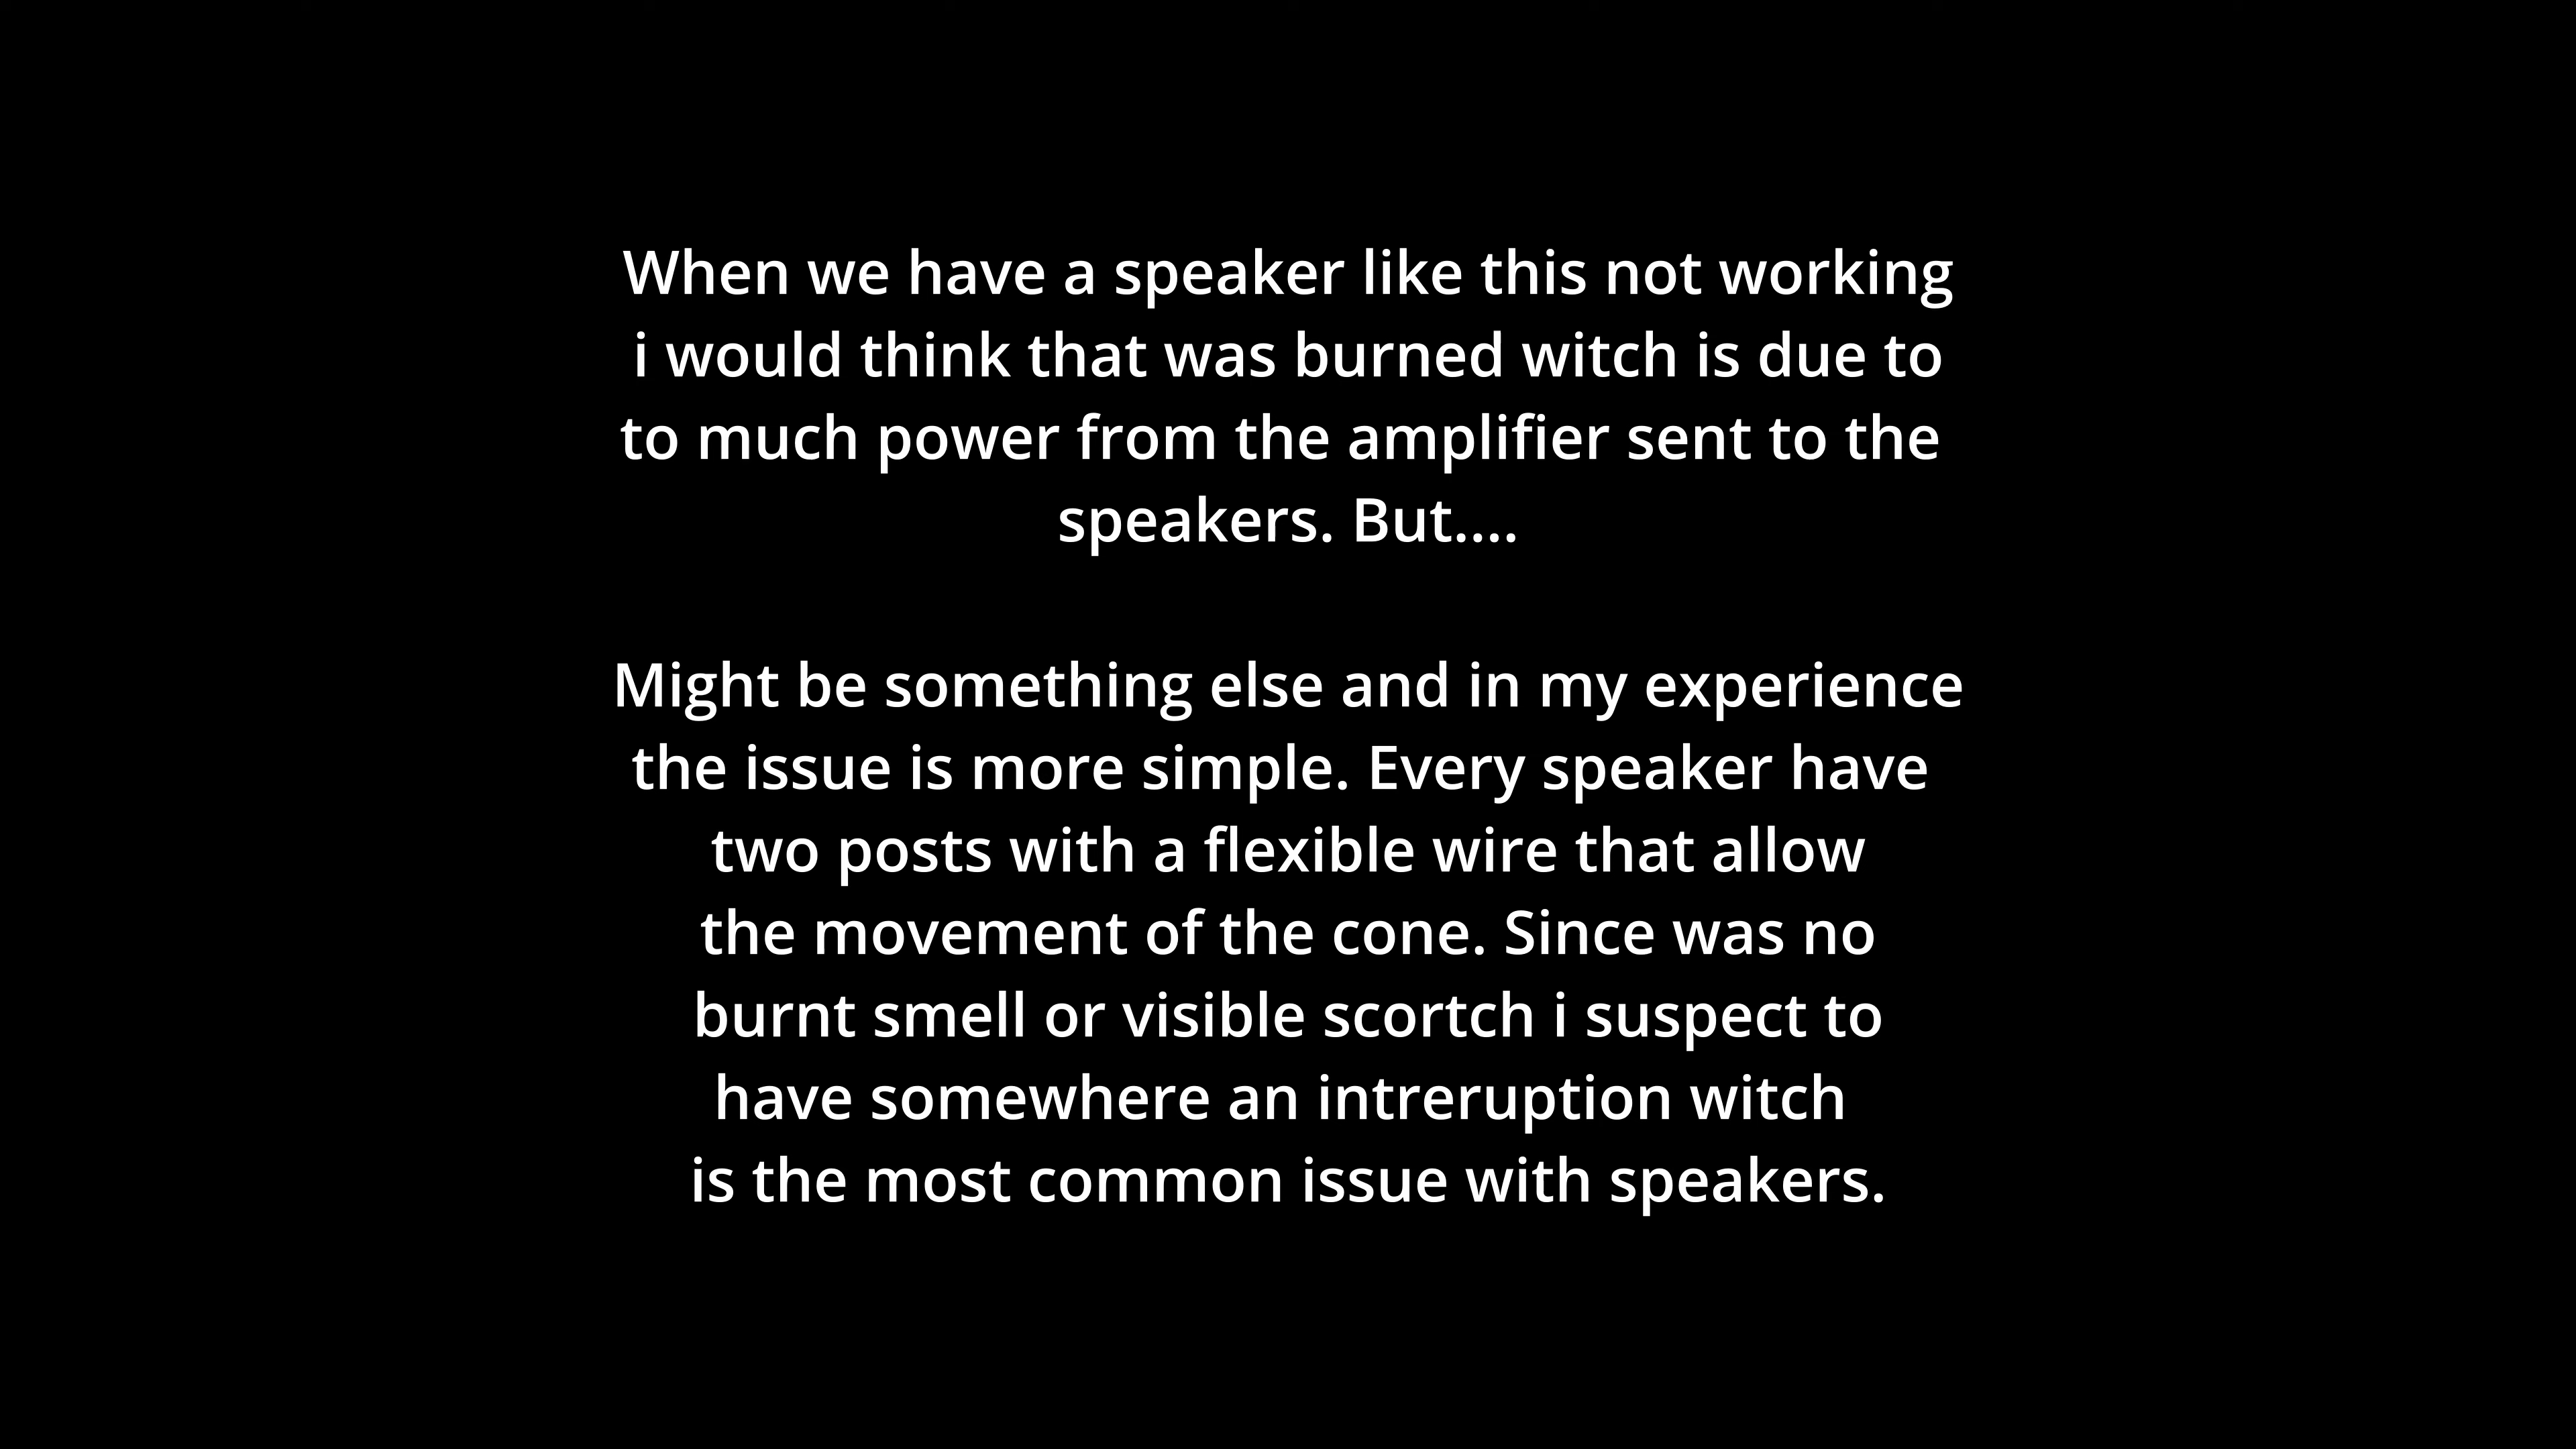 When we have a speaker like this not working
i would think that was burned witch is due to
to much power from the amplifier sent to the
speakers. But....
Might be something else and in my experience
the issue is more simple. Every speaker have
two posts with a flexible wire that allow
the movement of the cone. Since was no
burnt smell or visible scortch i suspect to
have somewhere an intreruption witch
is the most common issue with speakers.